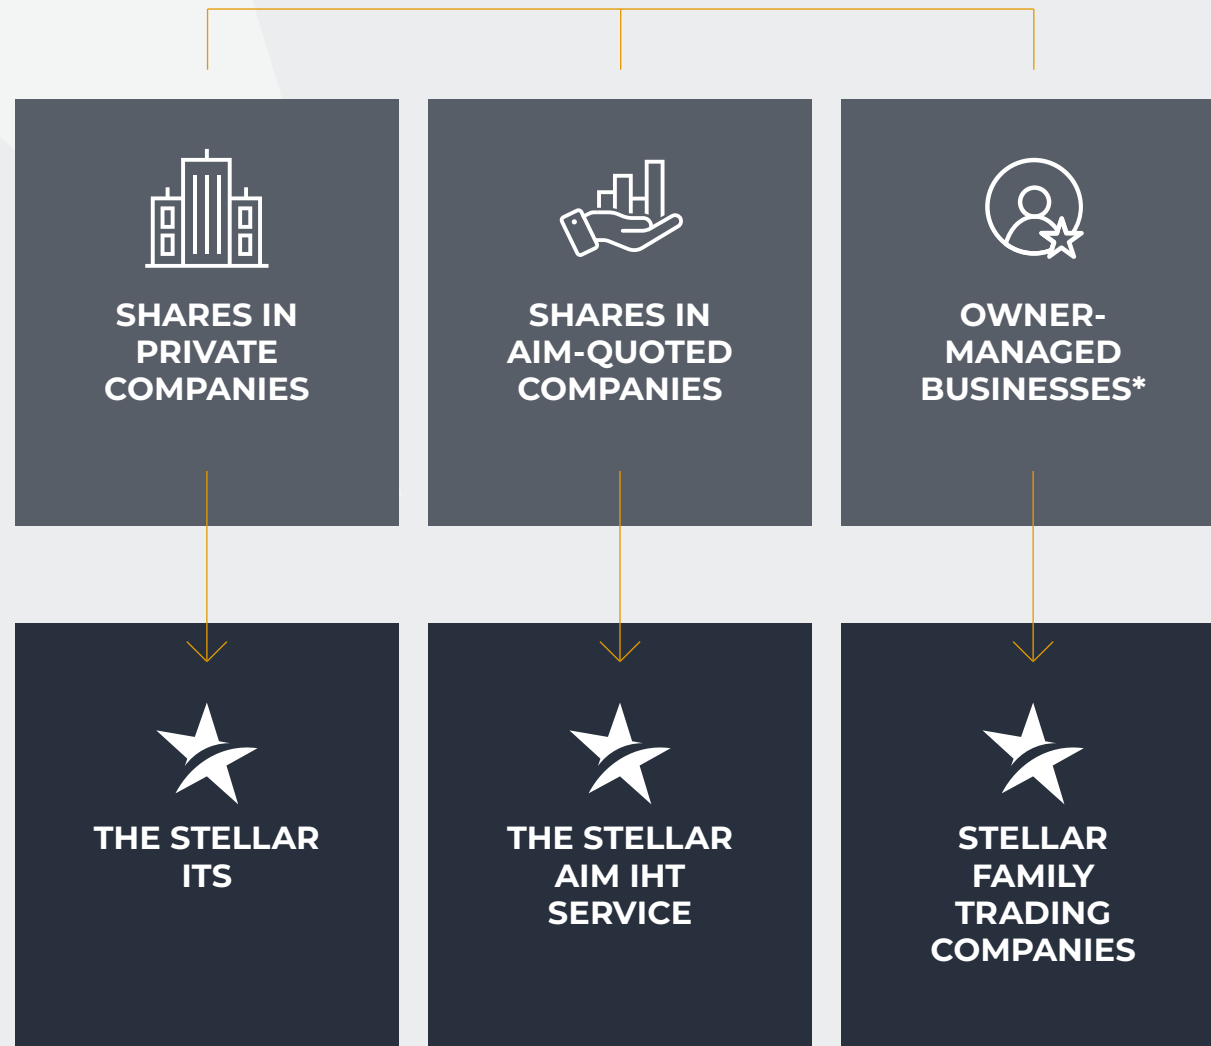 SHARES IN
PRIVATE
COMPANIES
SHARES IN
AIM-QUOTED
COMPANIES
OWNER-
MANAGED
BUSINESSES*
THE STELLAR
ITS
THE STELLAR
AIM IHT
SERVICE
STELLAR
FAMILY
TRADING
COMPANIES